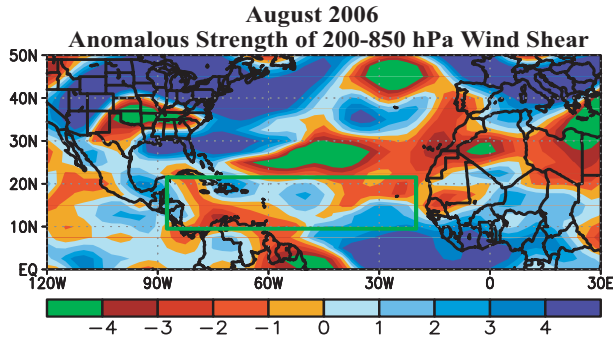 August 2006
Anomalous Strength of 200-850 hPa Wind Shear
50N
40N
30N
20N
10N
EQ
120W 90W 60W 30W 0 30E
−4 −3 −2 −1 0 1 2 3 4